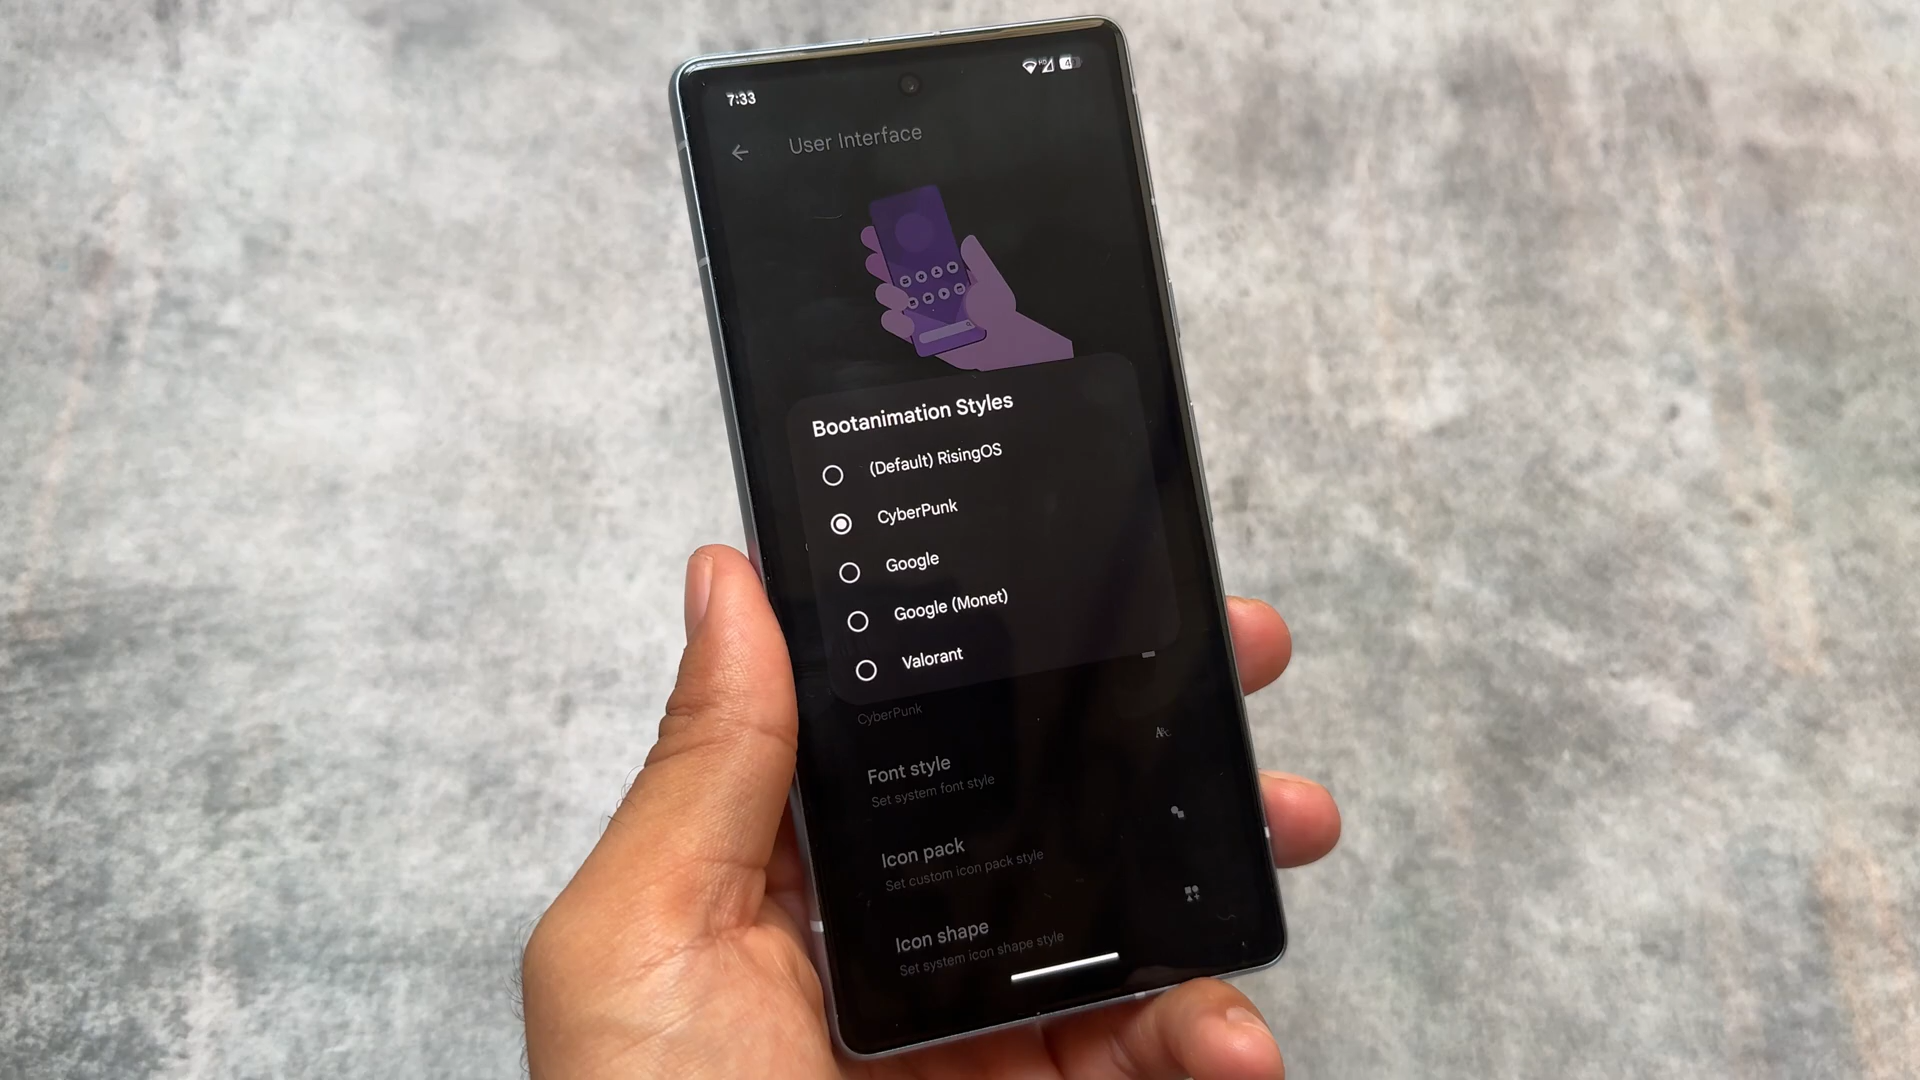 7:33
User Interface
Bootanimation Styles
(Default) RisingOS
CyberPunk
Google
Google (Monet)
Valorant
CyberPunk
Font style
Set system font style
Icon pack
Set custom icon pack style
Icon shape
Set system icon shape style